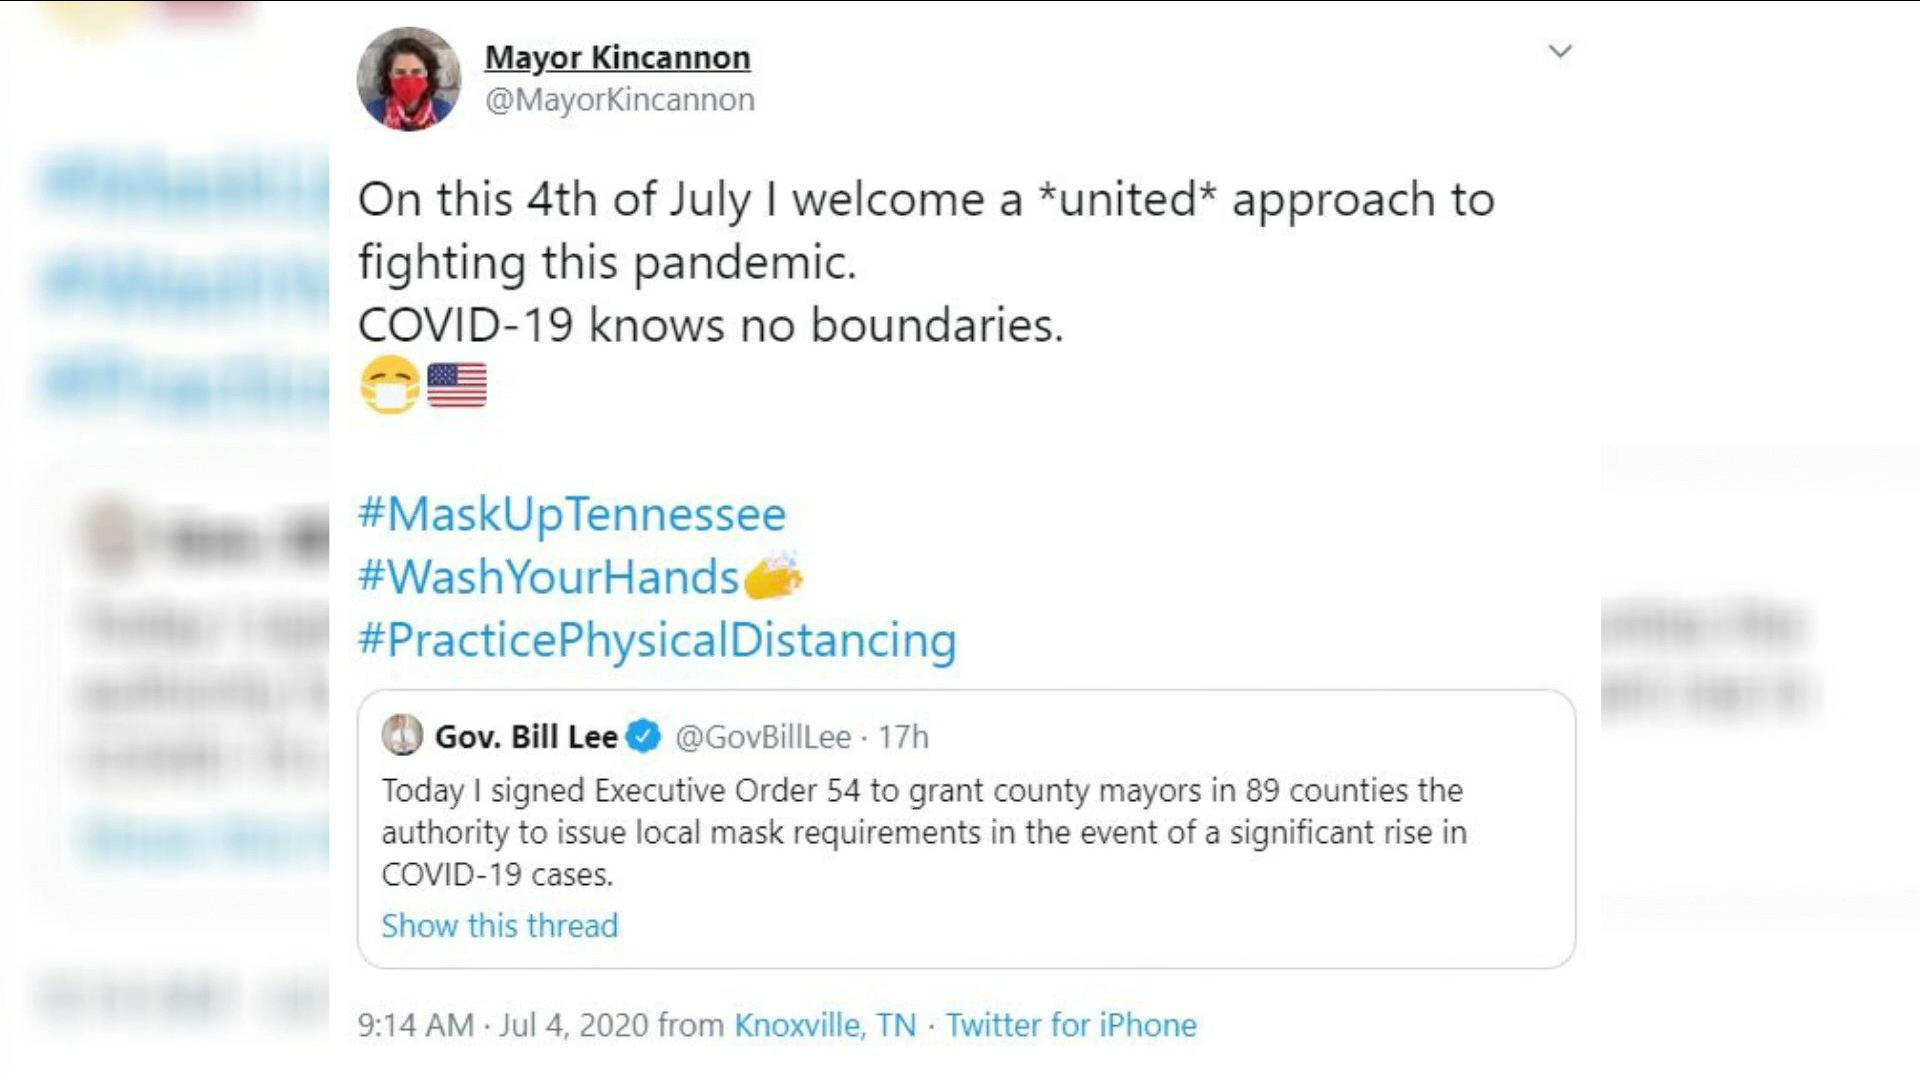 Mayor Kincannon
@MayorKincannon
On this 4th of July I welcome a *united* approach to
fighting this pandemic.
COVID-19 knows no boundaries.
😷🇺🇸
#MaskUpTennessee
#WashYourHands
#PracticePhysicalDistancing
Gov. Bill Lee @GovBillLee · 17h
Today I signed Executive Order 54 to grant county mayors in 89 counties the
authority to issue local mask requirements in the event of a significant rise in
COVID-19 cases.
Show this thread
9:14 AM · Jul 4, 2020 from Knoxville, TN · Twitter for iPhone